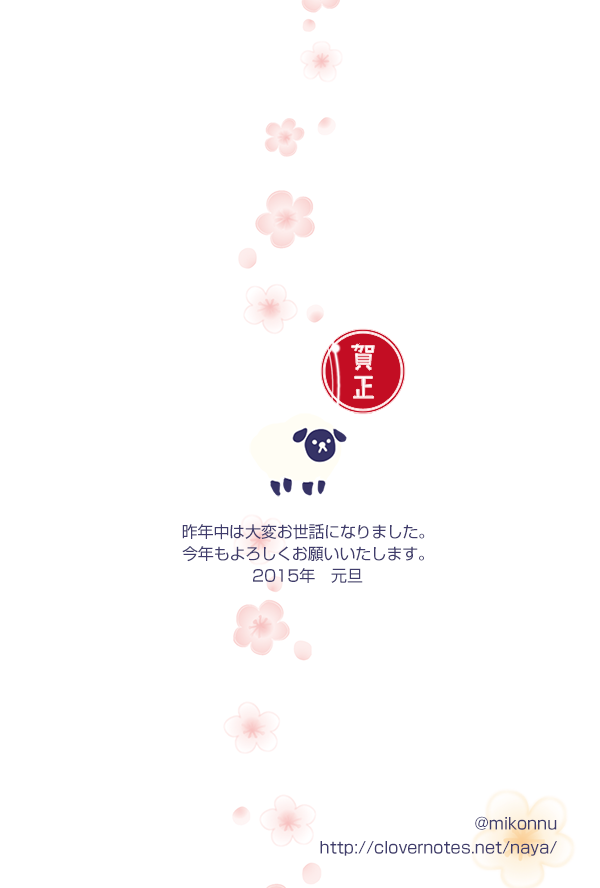 賀正
昨年中は大変お世話になりました。
今年もよろしくお願いいたします。
2015年　元旦
@mikonnu
http://clovernotes.net/naya/